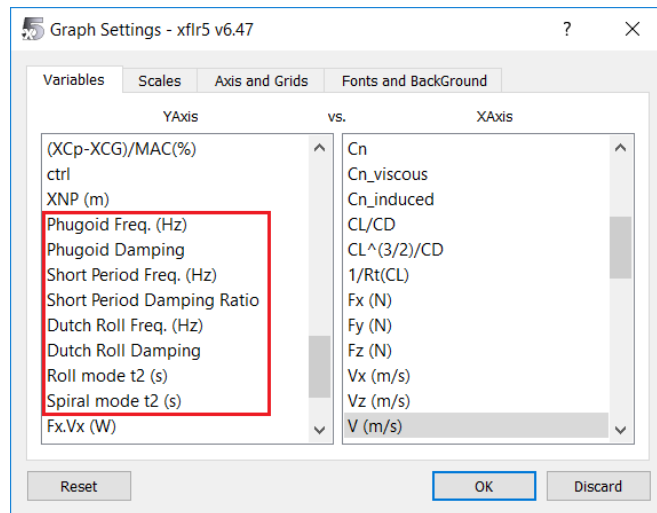 Graph Settings - xflr5 v6.47
?
Variables
Scales
Axis and Grids
Fonts and BackGround
YAxis
vs.
XAxis
(XCp-XCG)/MAC(%)
ctrl
XNP (m)
Phugoid Freq. (Hz)
Phugoid Damping
Short Period Freq. (Hz)
Short Period Damping Ratio
Dutch Roll Freq. (Hz)
Dutch Roll Damping
Roll mode t2 (s)
Spiral mode t2 (s)
Fx.Vx (W)
Cn
Cn_viscous
Cn_induced
CL/CD
CL^(3/2)/CD
1/Rt(CL)
Fx (N)
Fy (N)
Fz (N)
Vx (m/s)
Vz (m/s)
V (m/s)
Reset
OK
Discard